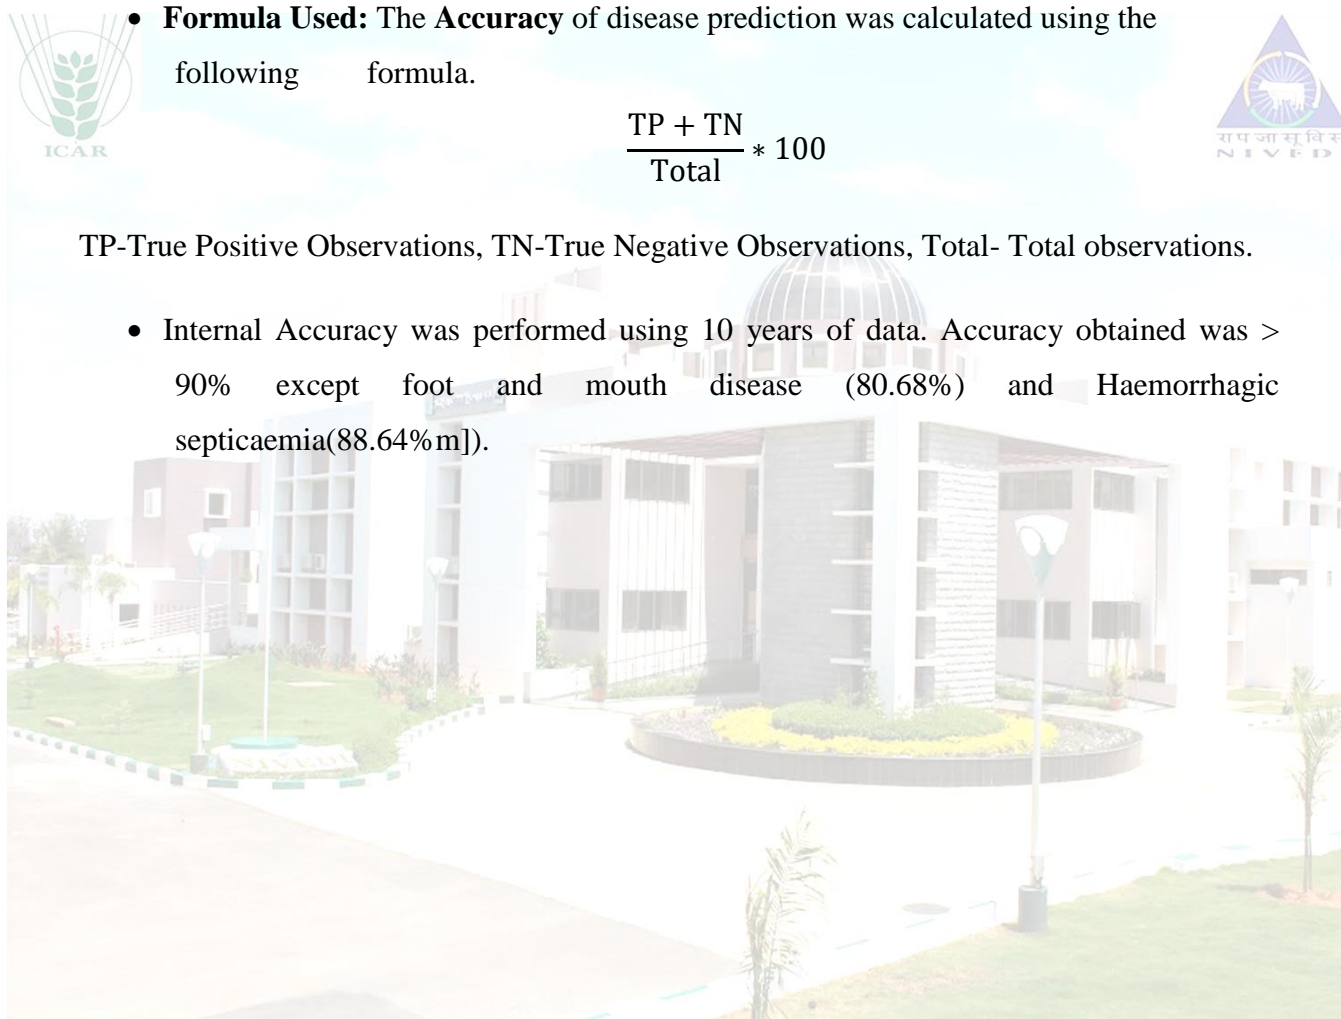 • Formula Used: The Accuracy of disease prediction was calculated using the
following formula.
ICAR
TP + TN
Total
* 100
रा प जा सू वि सं
NIVEDI
TP-True Positive Observations, TN-True Negative Observations, Total- Total observations.
• Internal Accuracy was performed using 10 years of data. Accuracy obtained was >
90% except foot and mouth disease (80.68%) and Haemorrhagic
septicaemia(88.64%m]).
NIVEDI